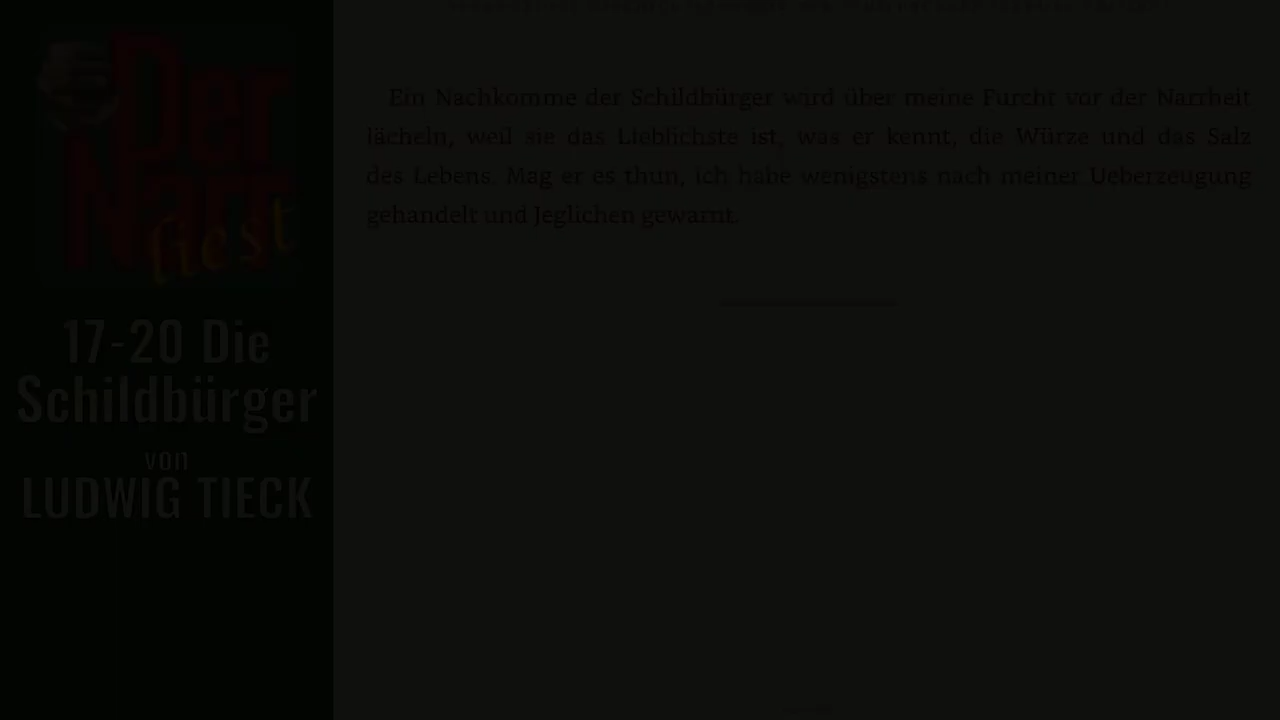 Der
Narr
liest
17-20 Die
Schildbürger
von
LUDWIG TIECK
Ein Nachkomme der Schildbürger wird über meine Furcht vor der Narrheit
lächeln, weil sie das Lieblichste ist, was er kennt, die Würze und das Salz
des Lebens. Mag er es thun, ich habe wenigstens nach meiner Ueberzeugung
gehandelt und Jeglichen gewarnt.